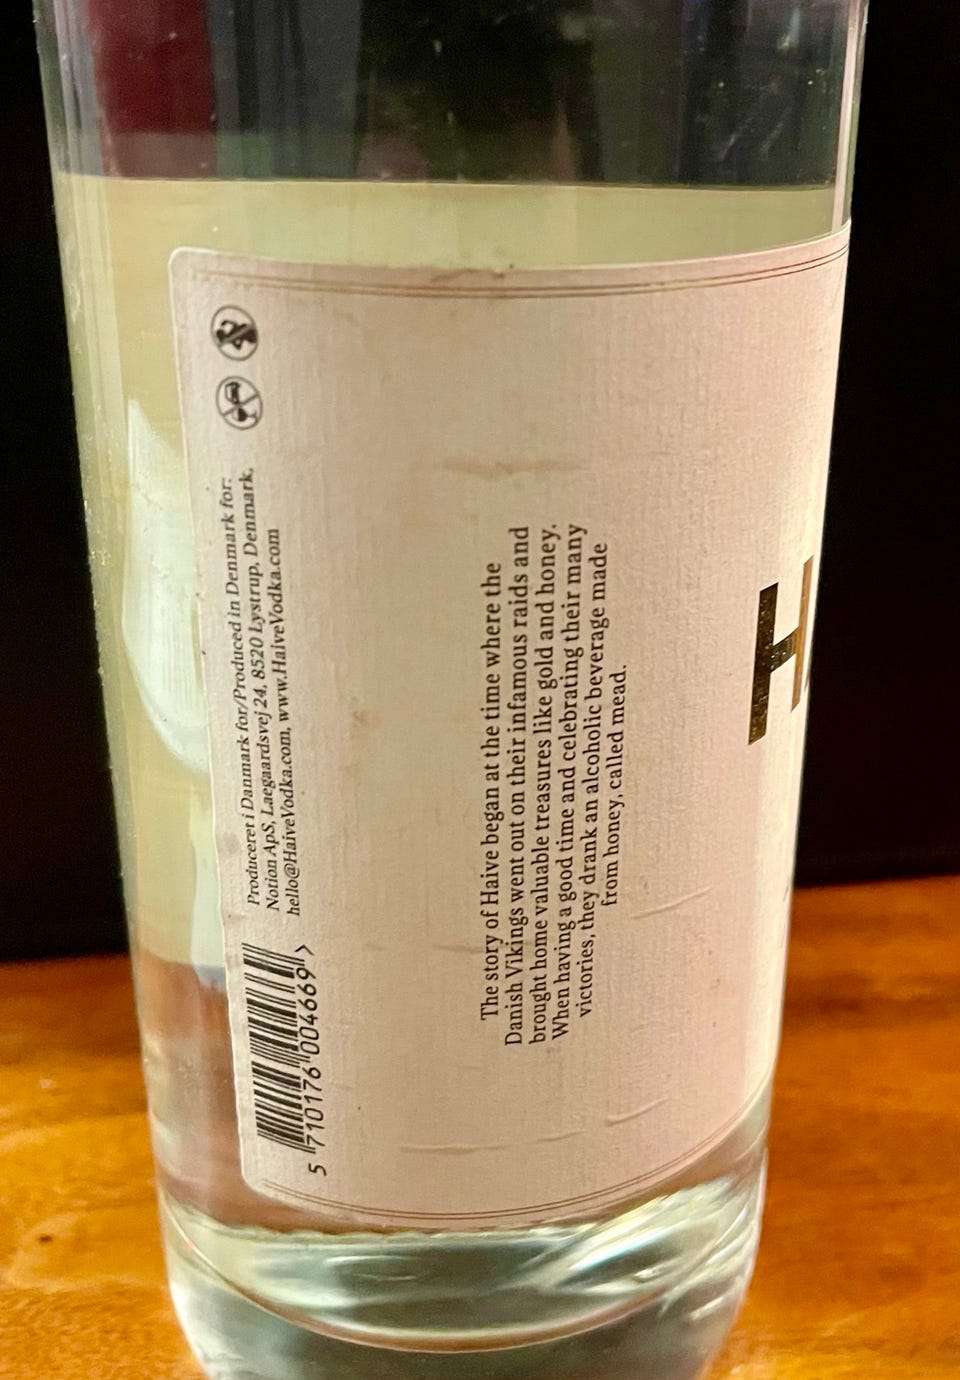 Produceret i Danmark for/Produced in Denmark for:
Notion ApS, Laegaardsvej 24, 8520 Lystrup, Denmark,
hello@HaiveVodka.com, www.HaiveVodka.com
5 710176 004669 >
The story of Haive began at the time where the
Danish Vikings went out on their infamous raids and
brought home valuable treasures like gold and honey.
When having a good time and celebrating their many
victories, they drank an alcoholic beverage made
from honey, called mead.
H